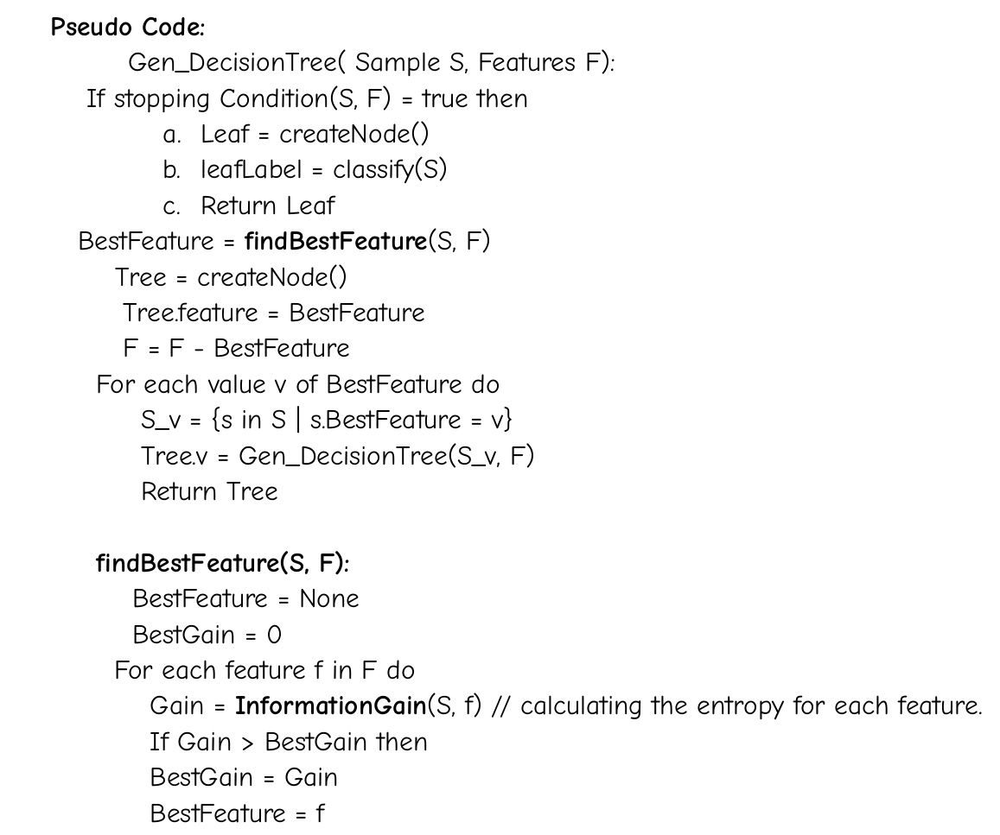 Pseudo Code:
Gen_DecisionTree( Sample S, Features F):
If stopping Condition(S, F) = true then
a. Leaf = createNode()
b. leafLabel = classify(S)
c. Return Leaf
BestFeature = findBestFeature(S, F)
Tree = createNode()
Tree.feature = BestFeature
F = F - BestFeature
For each value v of BestFeature do
S_v = {s in S | s.BestFeature = v}
Tree.v = Gen_DecisionTree(S_v, F)
Return Tree
findBestFeature(S, F):
BestFeature = None
BestGain = 0
For each feature f in F do
Gain = InformationGain(S, f) // calculating the entropy for each feature.
If Gain > BestGain then
BestGain = Gain
BestFeature = f